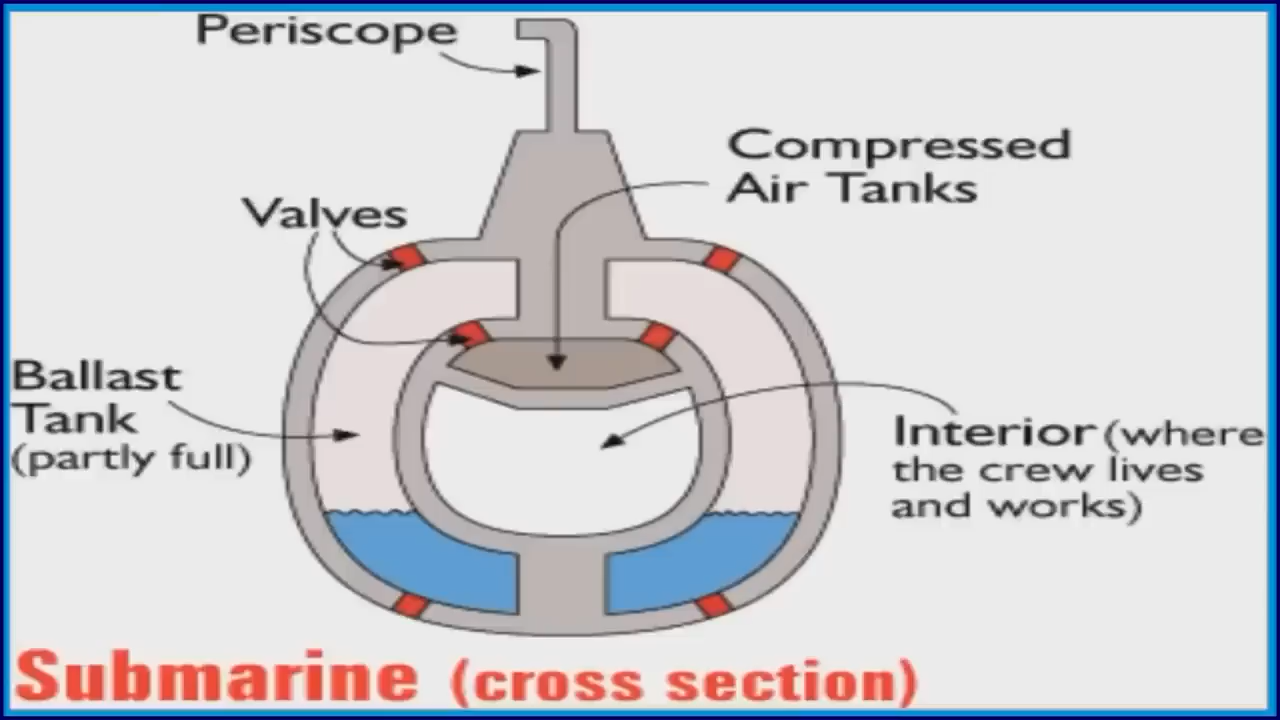 Periscope
Compressed
Air Tanks
Valves
Ballast
Tank
(partly full)
Interior (where
the crew lives
and works)
Submarine (cross section)